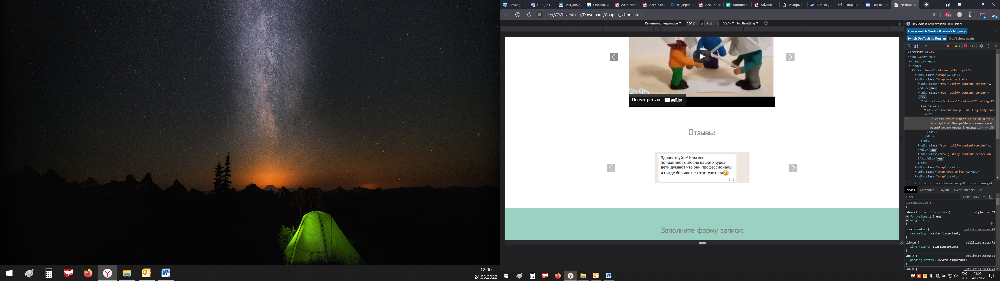 12:00
24.03.2022
desktop –
Google Пе
МИ_3650_
Область-а
2016-mp6-
2016-6464
Федераль
2019-5818
Automated
Advanced
Роторы га
Яндекс.Ди
Входящие
(18) Входя
Детская
file:///C:/Users/user/Downloads/Chaplin_school.html
Dimensions: Responsive
1512 × 780
100%
No throttling
Посмотреть на YouTube
Отзывы:
Здравствуйте! Нам все
понравилось .после вашего курса
дети думают что они профессионалы
и нигде больше не хотят учиться😀
16:13
Заполните форму записи:
DevTools is now available in Russian!
Always match Yandex Browser's language
Switch DevTools to Russian
Don't show again
12 3 153
<!DOCTYPE html>
<html lang="ru">
<head>…</head>
<body>
<div class="container-fluid p-0">
<div class="wrap">…</div>
<div class="wrap wrap_white">
<div class="row justify-content-center">…
</div> flex
<div class="row justify-content-center">
flex
<div class="col-sm-12 col-md-12 col-lg-12
col-xl-12">
<div class="shadow p-3 mb-3 bg-body roun
ded">
<p class="text-center lh-sm mb-0 pb-2
description">Ваш ребёнок снимет свой
первый фильм через 3 месяца</p> == $0
</div>
</div>
</div>
<div class="row justify-content-center">…
</div> flex
<div class="row justify-content-center mb-
5">…</div> flex
</div>
<div class="wrap">…</div>
<div class="wrap wrap_white">…</div>
<div class="wrap">…</div>
… html body div.container-fluid.p-0 div.wrap.wrap_wh …
Styles Computed Layout Event Listeners »
Filter :hov .cls
element.style {
}
.description, .list-item { style.css:67
font-size: 1.5rem;
margin: 0;
}
.text-center { _utilities.scss:71
text-align: center!important;
}
.lh-sm { _utilities.scss:71
line-height: 1.25!important;
}
.pb-2 { _utilities.scss:71
padding-bottom: 0.5rem!important;
}
.mb-0 { _utilities.scss:71
РУС
RUT
12:00
24.03.2022